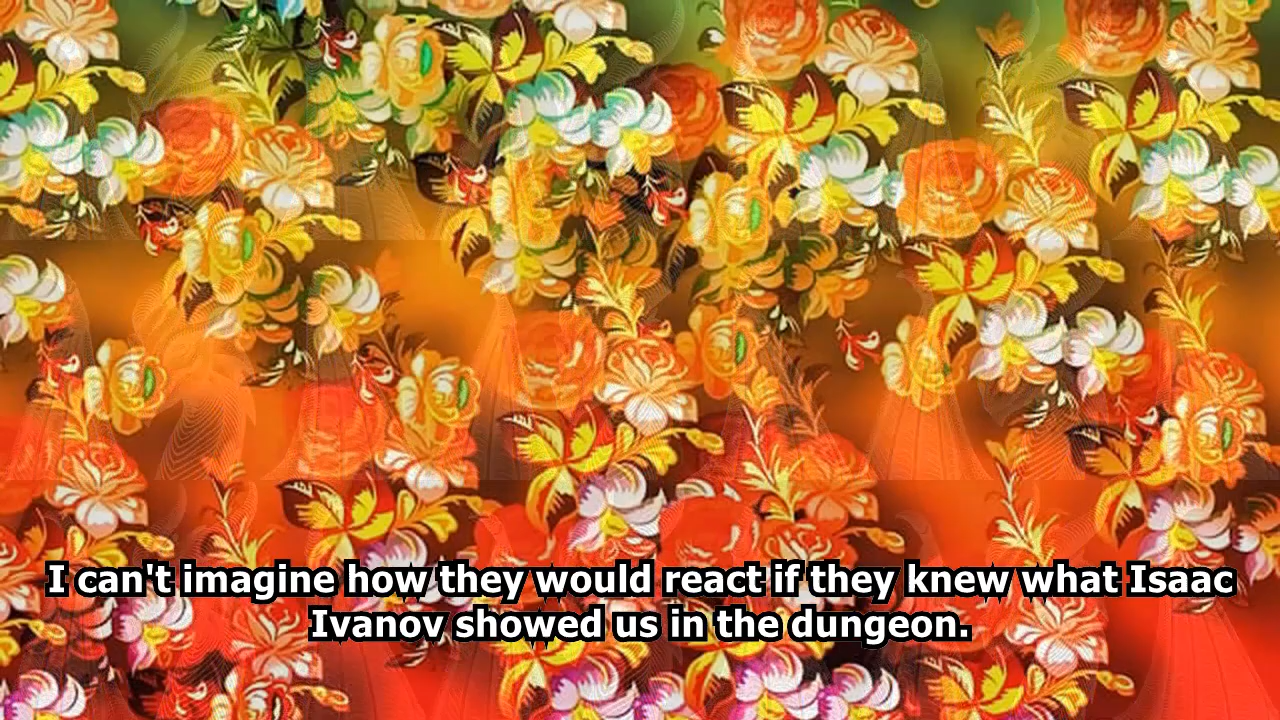 I can't imagine how they would react if they knew what Isaac
Ivanov showed us in the dungeon.